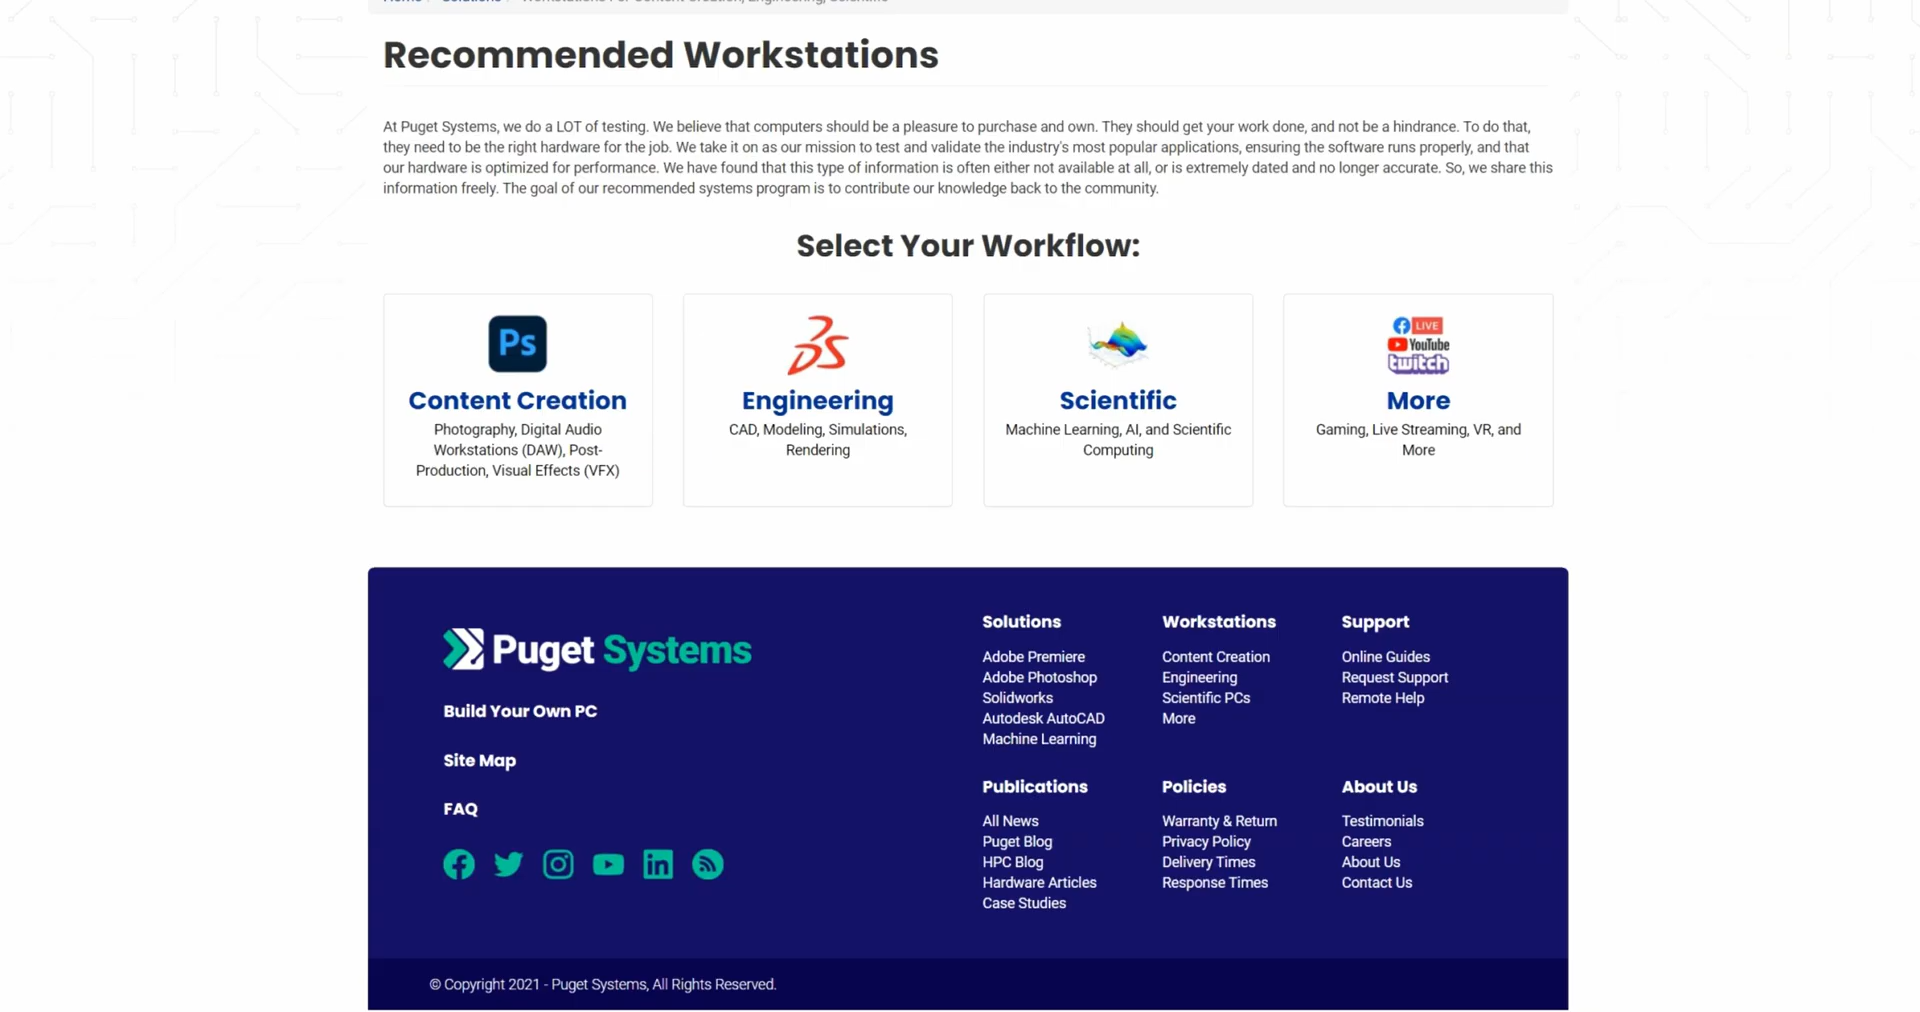 Home / Solutions / Workstations For Content Creation, Engineering, Scientific
Recommended Workstations
At Puget Systems, we do a LOT of testing. We believe that computers should be a pleasure to purchase and own. They should get your work done, and not be a hindrance. To do that,
they need to be the right hardware for the job. We take it on as our mission to test and validate the industry's most popular applications, ensuring the software runs properly, and that
our hardware is optimized for performance. We have found that this type of information is often either not available at all, or is extremely dated and no longer accurate. So, we share this
information freely. The goal of our recommended systems program is to contribute our knowledge back to the community.
Select Your Workflow:
Ps
Content Creation
Photography, Digital Audio
Workstations (DAW), Post-
Production, Visual Effects (VFX)
Engineering
CAD, Modeling, Simulations,
Rendering
Scientific
Machine Learning, AI, and Scientific
Computing
LIVE
YouTube
twitch
More
Gaming, Live Streaming, VR, and
More
Puget Systems
Build Your Own PC
Site Map
FAQ
Solutions
Adobe Premiere
Adobe Photoshop
Solidworks
Autodesk AutoCAD
Machine Learning
Workstations
Content Creation
Engineering
Scientific PCs
More
Support
Online Guides
Request Support
Remote Help
Publications
All News
Puget Blog
HPC Blog
Hardware Articles
Case Studies
Policies
Warranty & Return
Privacy Policy
Delivery Times
Response Times
About Us
Testimonials
Careers
About Us
Contact Us
© Copyright 2021 - Puget Systems, All Rights Reserved.